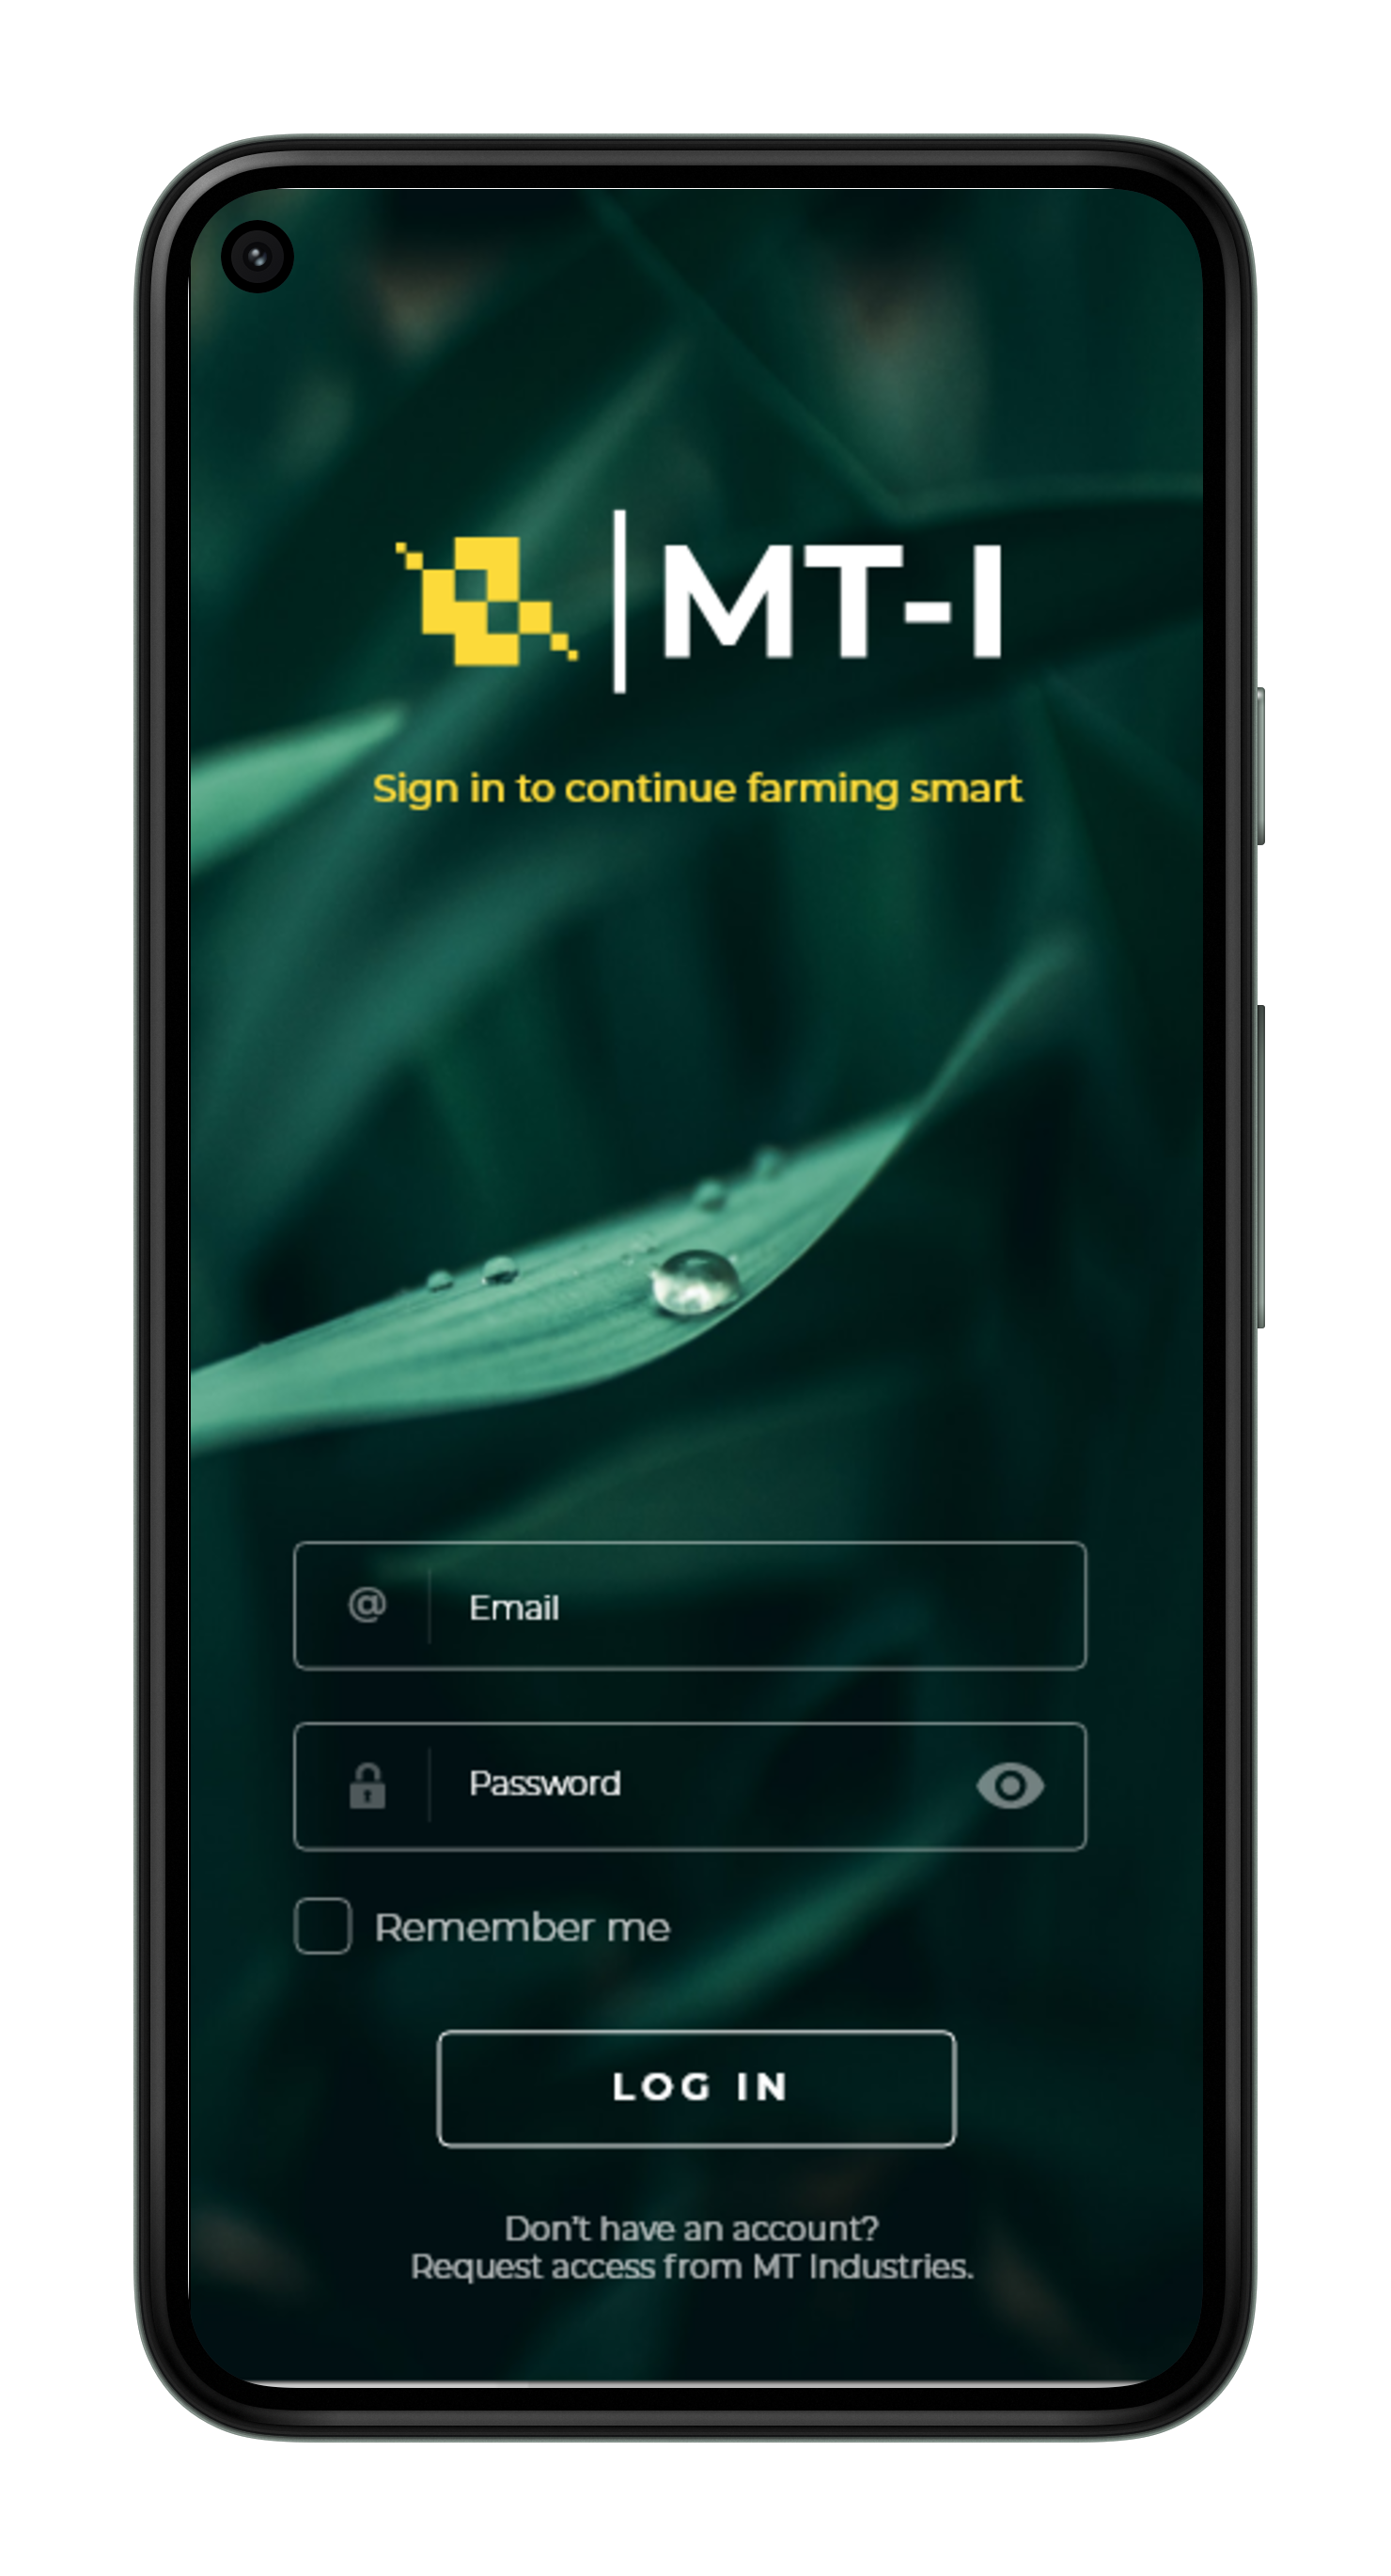 MT-I
Sign in to continue farming smart
@ Email
Password
Remember me
LOG IN
Don't have an account?
Request access from MT Industries.